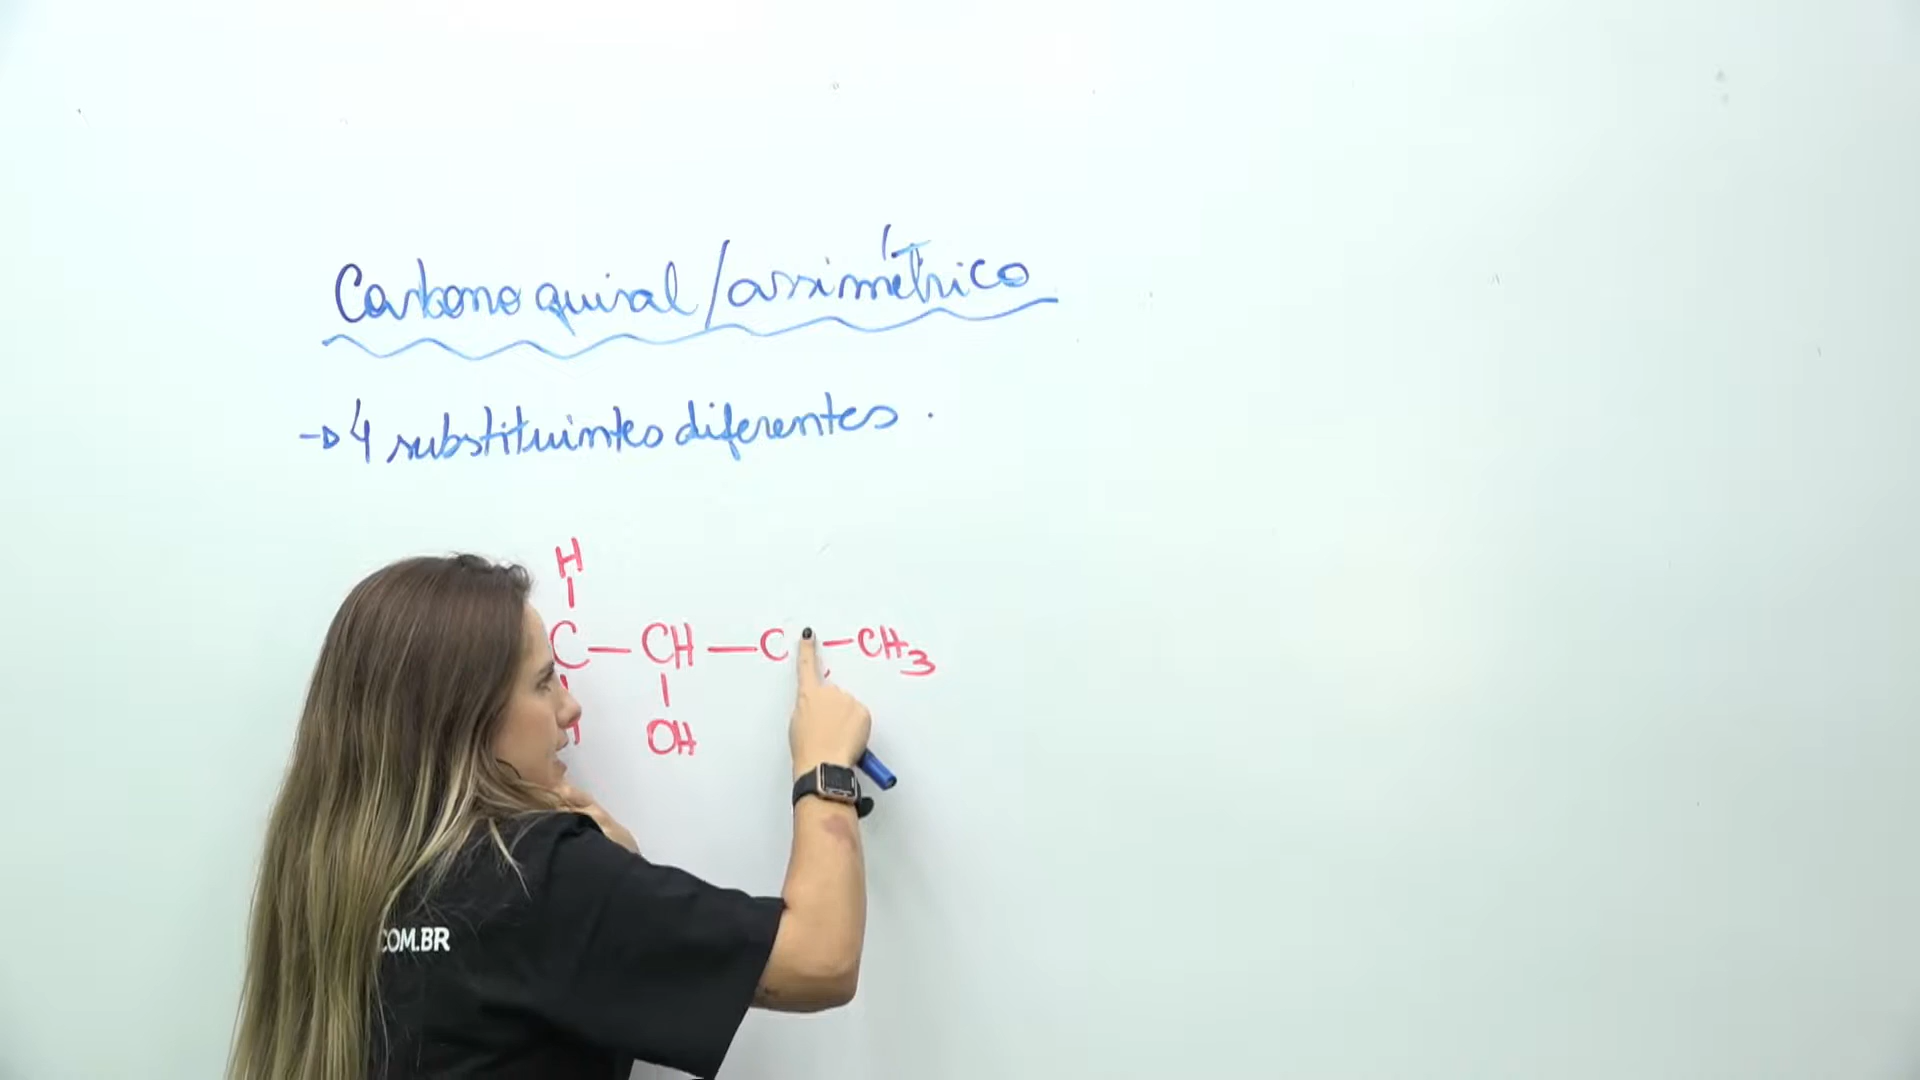 Carbono quiral/assimétrico
→ 4 substituintes diferentes.
H
C — CH — C — CH3
H OH
COM.BR